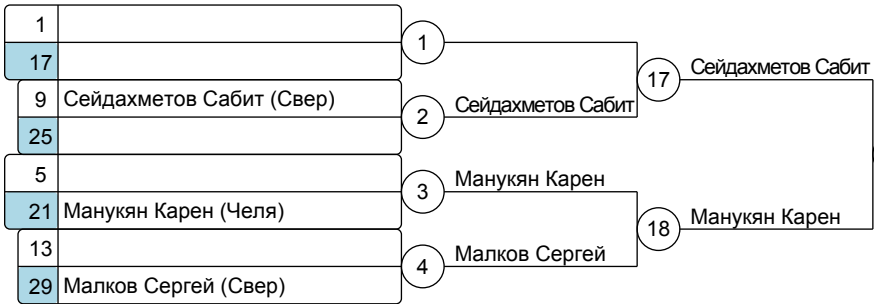 1
17
1
9 Сейдахметов Сабит (Свер)
25
2
Сейдахметов Сабит
17
Сейдахметов Сабит
5
21 Манукян Карен (Челя)
3
Манукян Карен
13
29 Малков Сергей (Свер)
4
Малков Сергей
18
Манукян Карен